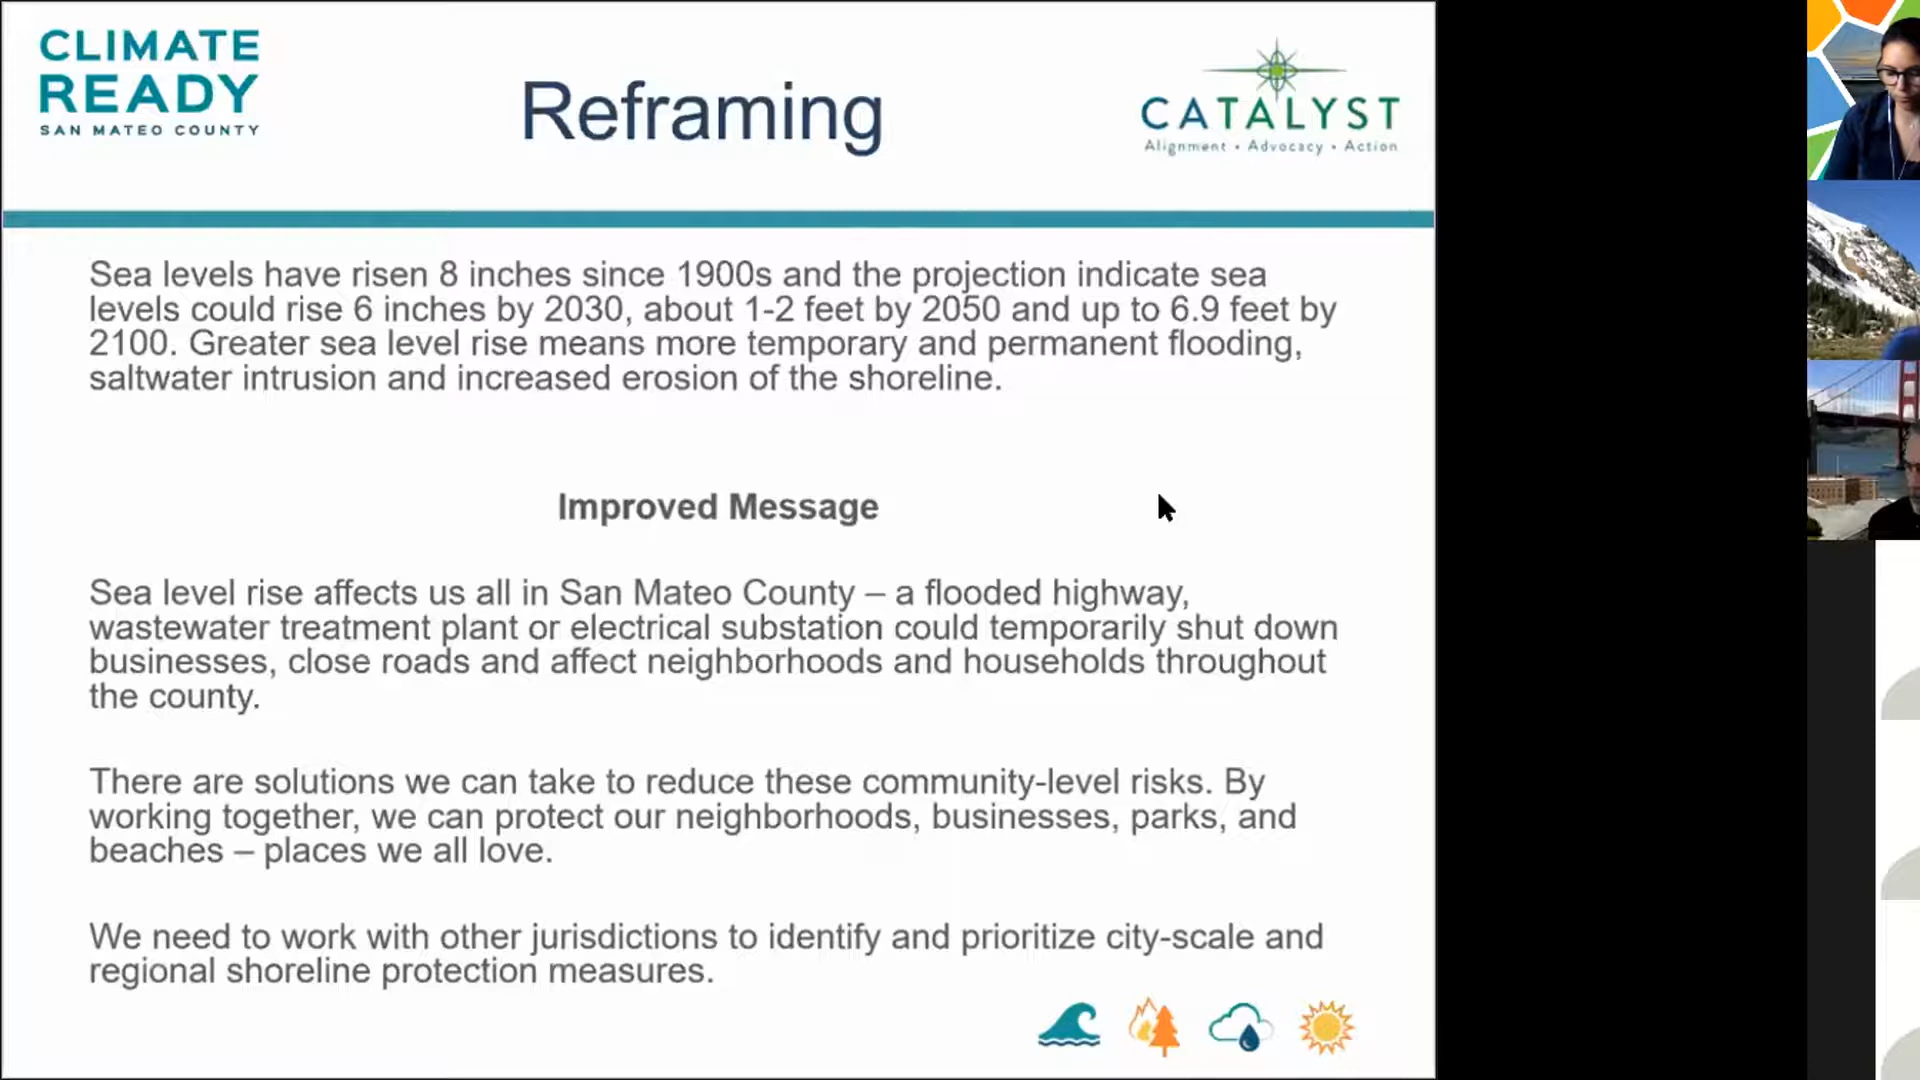 CLIMATE
READY
SAN MATEO COUNTY
Reframing
CATALYST
Alignment • Advocacy • Action
Sea levels have risen 8 inches since 1900s and the projection indicate sea
levels could rise 6 inches by 2030, about 1-2 feet by 2050 and up to 6.9 feet by
2100. Greater sea level rise means more temporary and permanent flooding,
saltwater intrusion and increased erosion of the shoreline.
Improved Message
Sea level rise affects us all in San Mateo County – a flooded highway,
wastewater treatment plant or electrical substation could temporarily shut down
businesses, close roads and affect neighborhoods and households throughout
the county.
There are solutions we can take to reduce these community-level risks. By
working together, we can protect our neighborhoods, businesses, parks, and
beaches – places we all love.
We need to work with other jurisdictions to identify and prioritize city-scale and
regional shoreline protection measures.